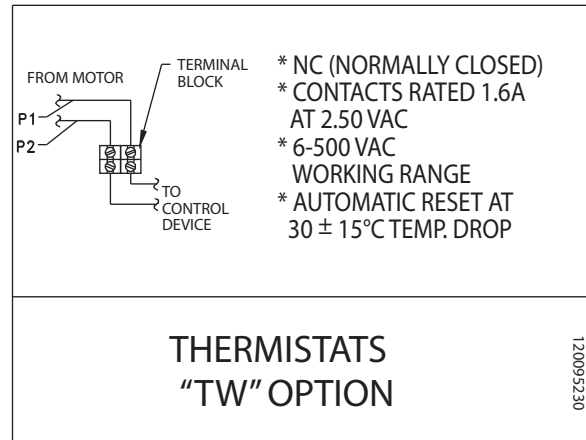 FROM MOTOR
TERMINAL
BLOCK
P1
P2
TO
CONTROL
DEVICE
* NC (NORMALLY CLOSED)
* CONTACTS RATED 1.6A
AT 2.50 VAC
* 6-500 VAC
WORKING RANGE
* AUTOMATIC RESET AT
30 ± 15°C TEMP. DROP
THERMISTATS
“TW” OPTION
120095230